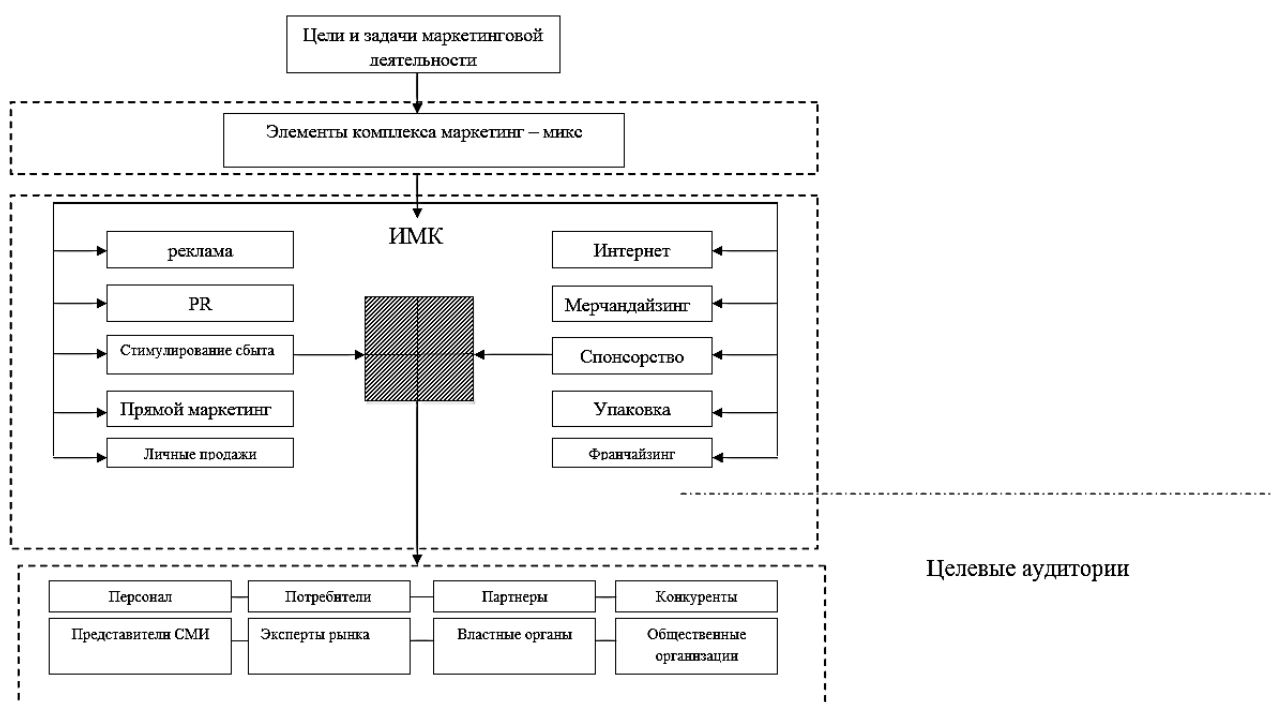 Цели и задачи маркетинговой
деятельности
Элементы комплекса маркетинг – микс
ИМК
реклама
PR
Стимулирование сбыта
Прямой маркетинг
Личные продажи
Интернет
Мерчандайзинг
Спонсорство
Упаковка
Франчайзинг
Целевые аудитории
Персонал
Потребители
Партнеры
Конкуренты
Представители СМИ
Эксперты рынка
Властные органы
Общественные
организации